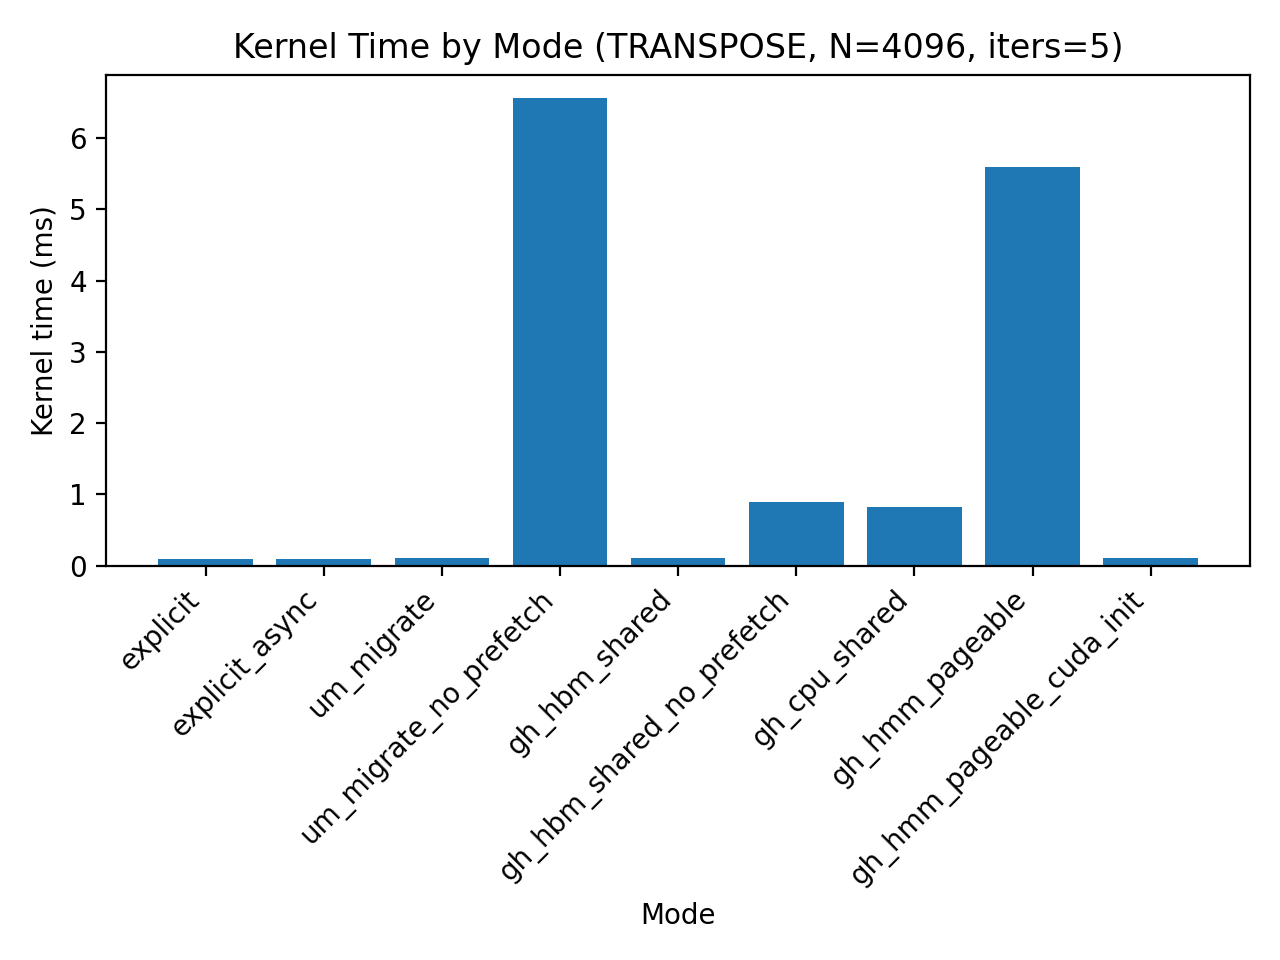 Kernel Time by Mode (TRANSPOSE, N=4096, iters=5)
Kernel time (ms)
6
5
4
3
2
1
0
explicit
explicit_async
um_migrate
um_migrate_no_prefetch
gh_hbm_shared
gh_hbm_shared_no_prefetch
gh_cpu_shared
gh_hmm_pageable
gh_hmm_pageable_cuda_init
Mode